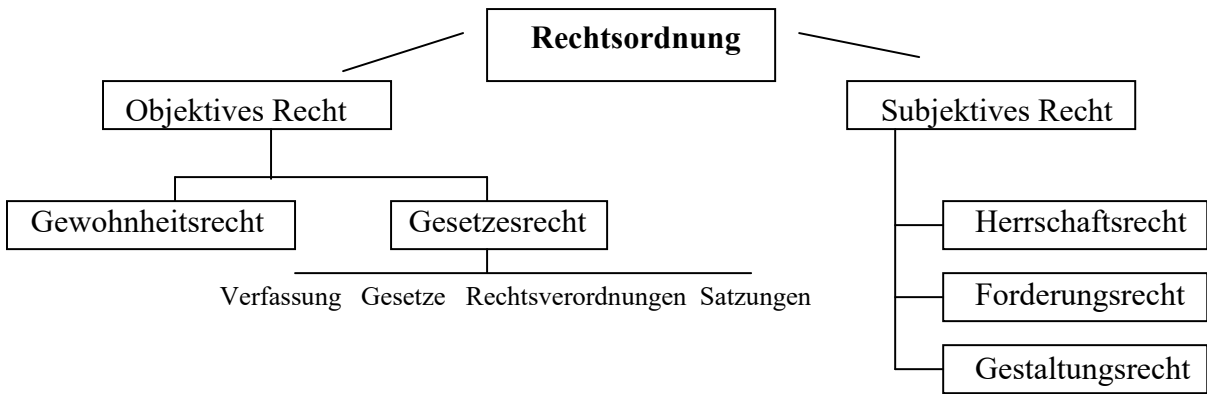 Rechtsordnung
Objektives Recht
Subjektives Recht
Gewohnheitsrecht
Gesetzesrecht
Herrschaftsrecht
Verfassung Gesetze Rechtsverordnungen Satzungen
Forderungsrecht
Gestaltungsrecht